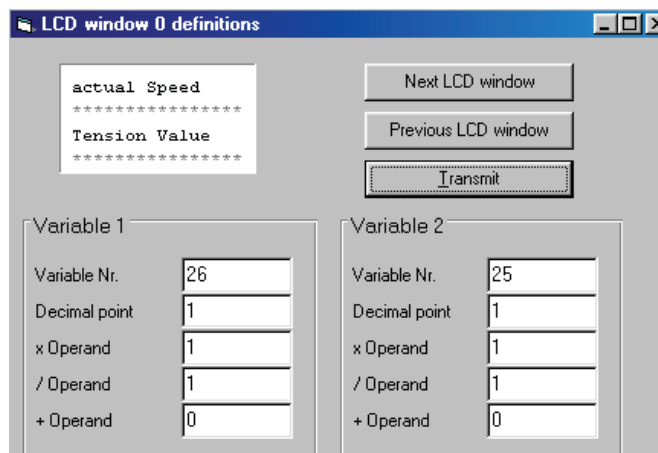 LCD window 0 definitions
actual Speed
****************
Tension Value
****************
Next LCD window
Previous LCD window
Transmit
Variable 1
Variable Nr. 26
Decimal point 1
x Operand 1
/ Operand 1
+ Operand 0
Variable 2
Variable Nr. 25
Decimal point 1
x Operand 1
/ Operand 1
+ Operand 0